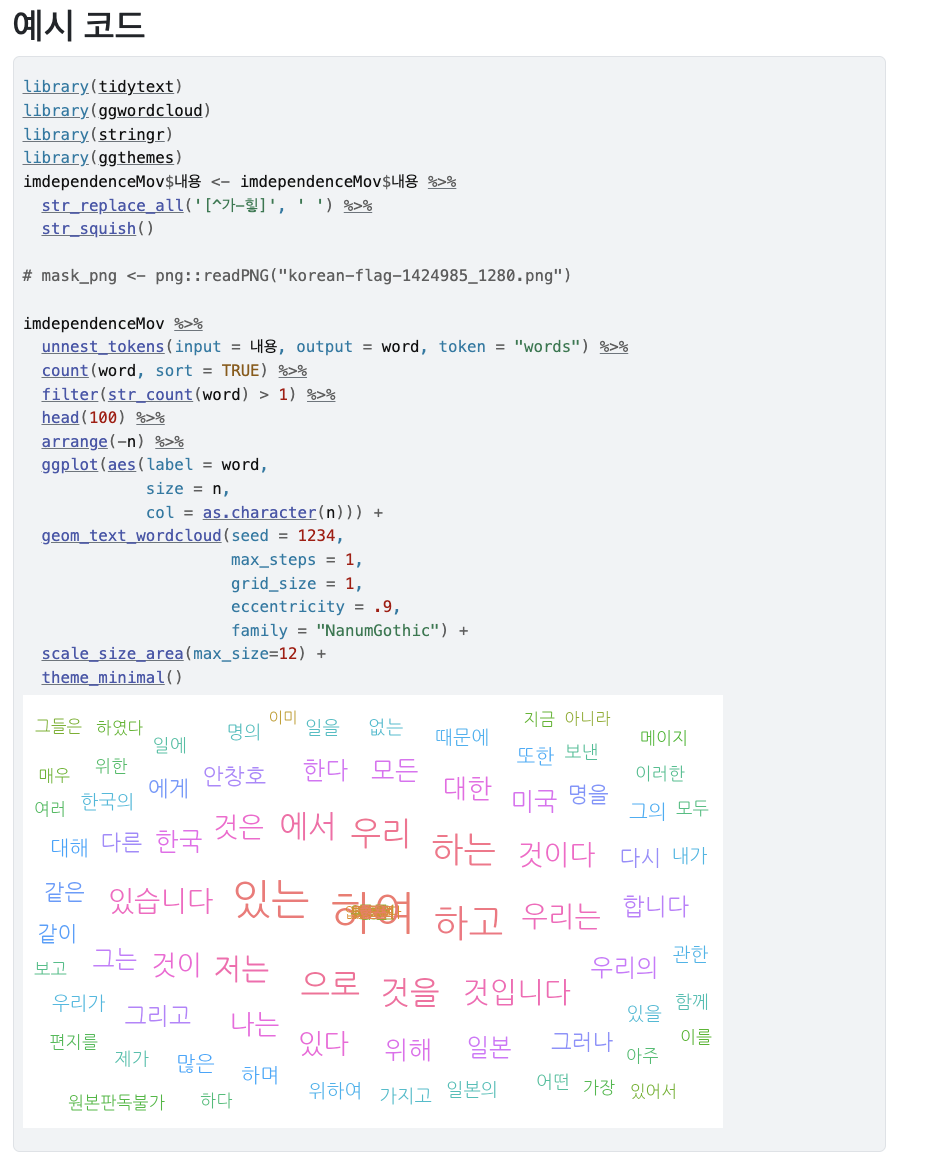 예시 코드
library(tidytext)
library(ggwordcloud)
library(stringr)
library(ggthemes)
imdependenceMov$내용 <- imdependenceMov$내용 %>%
  str_replace_all('[^가-힣]', ' ') %>%
  str_squish()
# mask_png <- png::readPNG("korean-flag-1424985_1280.png")
imdependenceMov %>%
  unnest_tokens(input = 내용, output = word, token = "words") %>%
  count(word, sort = TRUE) %>%
  filter(str_count(word) > 1) %>%
  head(100) %>%
  arrange(-n) %>%
  ggplot(aes(label = word,
             size = n,
             col = as.character(n))) +
  geom_text_wordcloud(seed = 1234,
                      max_steps = 1,
                      grid_size = 1,
                      eccentricity = .9,
                      family = "NanumGothic") +
  scale_size_area(max_size=12) +
  theme_minimal()
그들은 하였다 일에 명의 이미 일을 없는 때문에 지금 아니라 메이지
매우 위한 에게 안창호 한다 모든 또한 보낸 이러한
여러 한국의 대한 미국 명을 그의 모두
대해 다른 한국 것은 에서 우리 하는 것이다 다시 내가
같은 있습니다 있는 하여 하고 우리는 합니다
같이 그는 것이 저는 으로 것을 것입니다 우리의 관한
보고 우리가 그리고 나는 있다 위해 일본 그러나 있을 함께
편지를 제가 많은 하며 위하여 가지고 일본의 어떤 아주 이를
원본판독불가 하다 가장 있어서